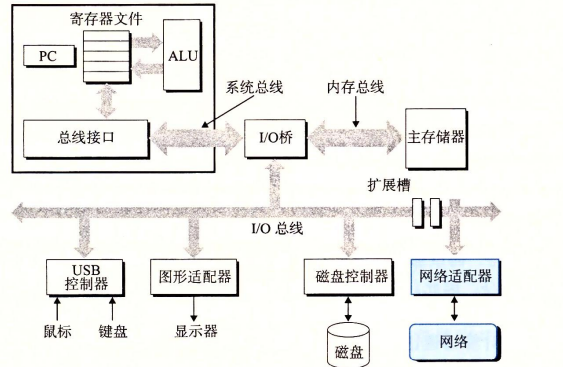 寄存器文件
PC
ALU
系统总线
内存总线
总线接口
I/O桥
主存储器
扩展槽
I/O 总线
USB
控制器
图形适配器
磁盘控制器
网络适配器
鼠标
键盘
显示器
磁盘
网络